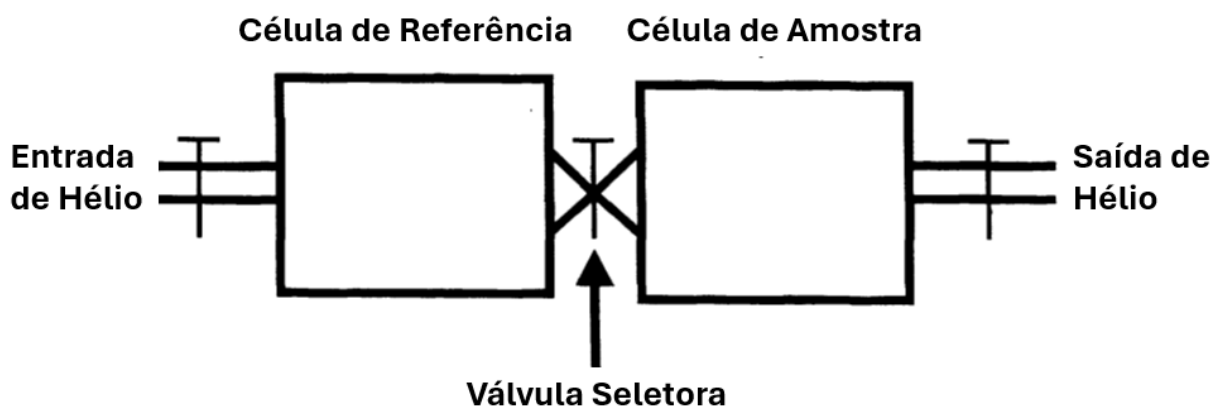 Célula de Referência
Célula de Amostra
Entrada
de Hélio
Saída de
Hélio
Válvula Seletora